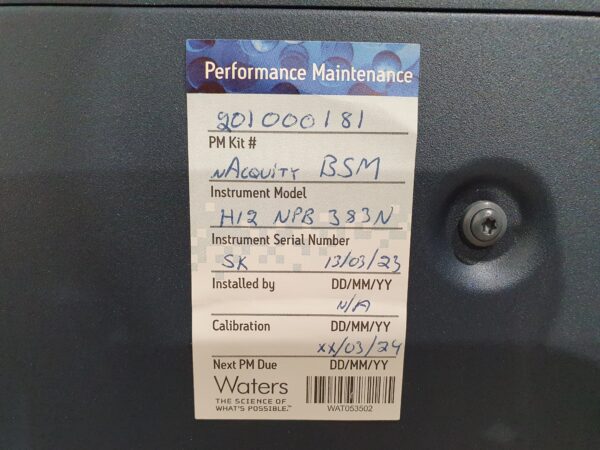 Performance Maintenance
201000181
PM Kit #
nAcquity BSM
Instrument Model
H12 NPB 383N
Instrument Serial Number
SK 13/03/23
Installed by DD/MM/YY
N/A
Calibration DD/MM/YY
xx/03/24
Next PM Due DD/MM/YY
Waters
THE SCIENCE OF
WHAT'S POSSIBLE.™
WAT053502